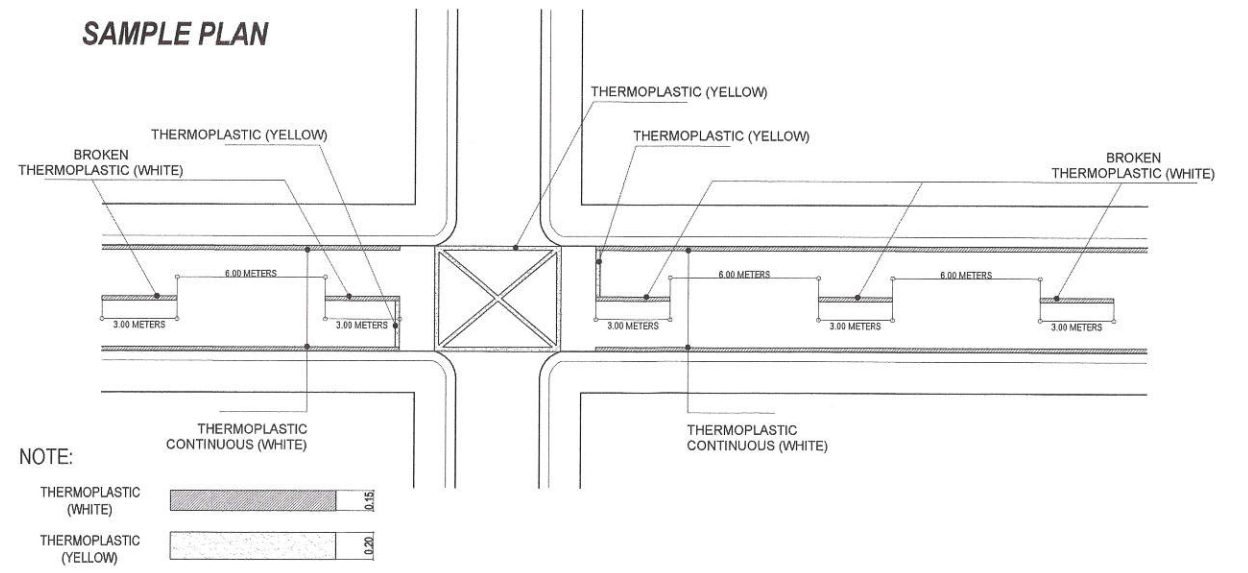 SAMPLE PLAN
THERMOPLASTIC (YELLOW)
THERMOPLASTIC (YELLOW)
THERMOPLASTIC (YELLOW)
BROKEN
THERMOPLASTIC (WHITE)
BROKEN
THERMOPLASTIC (WHITE)
6.00 METERS
6.00 METERS
6.00 METERS
3.00 METERS
3.00 METERS
3.00 METERS
3.00 METERS
3.00 METERS
THERMOPLASTIC
CONTINUOUS (WHITE)
THERMOPLASTIC
CONTINUOUS (WHITE)
NOTE:
THERMOPLASTIC
(WHITE)
0.15
THERMOPLASTIC
(YELLOW)
0.20